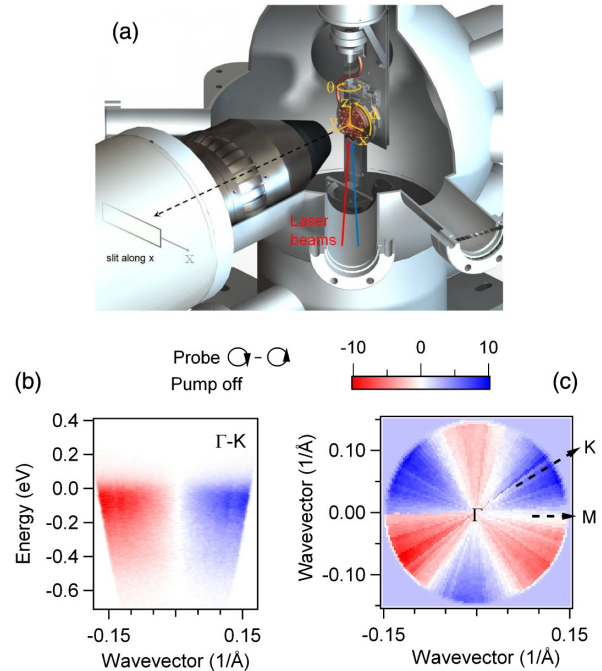 (a)
θ
z
y
x
Laser
beams
slit along x
x
Probe -
Pump off
-10 0 10
(b)
(c)
0.4
0.2
0.0
-0.2
-0.4
-0.6
Energy (eV)
Γ-K
-0.15 0.15
Wavevector (1/Å)
0.10
0.00
-0.10
Wavevector (1/Å)
K
M
Γ
-0.15 0.15
Wavevector (1/Å)